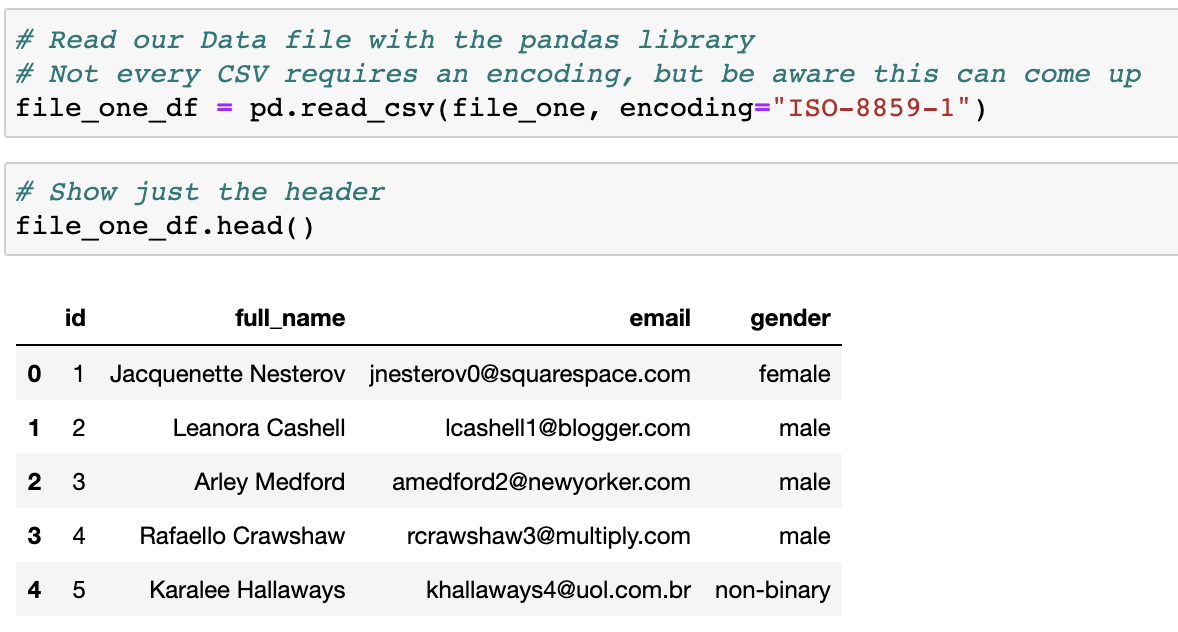 # Read our Data file with the pandas library
# Not every CSV requires an encoding, but be aware this can come up
file_one_df = pd.read_csv(file_one, encoding="ISO-8859-1")
# Show just the header
file_one_df.head()
id full_name email gender
0 1 Jacquenette Nesterov jnesterov0@squarespace.com female
1 2 Leanora Cashell lcashell1@blogger.com male
2 3 Arley Medford amedford2@newyorker.com male
3 4 Rafaello Crawshaw rcrawshaw3@multiply.com male
4 5 Karalee Hallaways khallaways4@uol.com.br non-binary